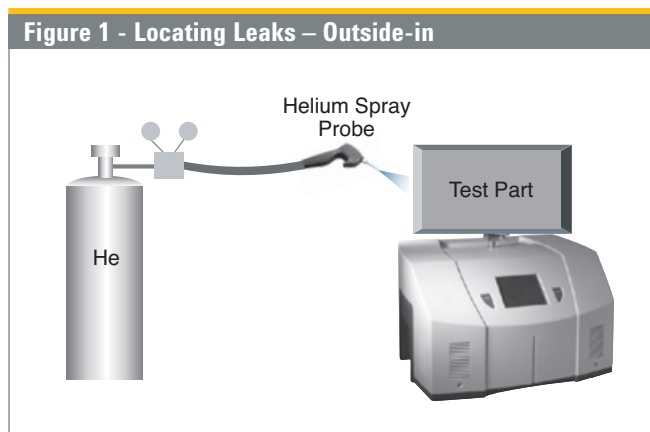 Figure 1 - Locating Leaks – Outside-in
Helium Spray
Probe
Test Part
He